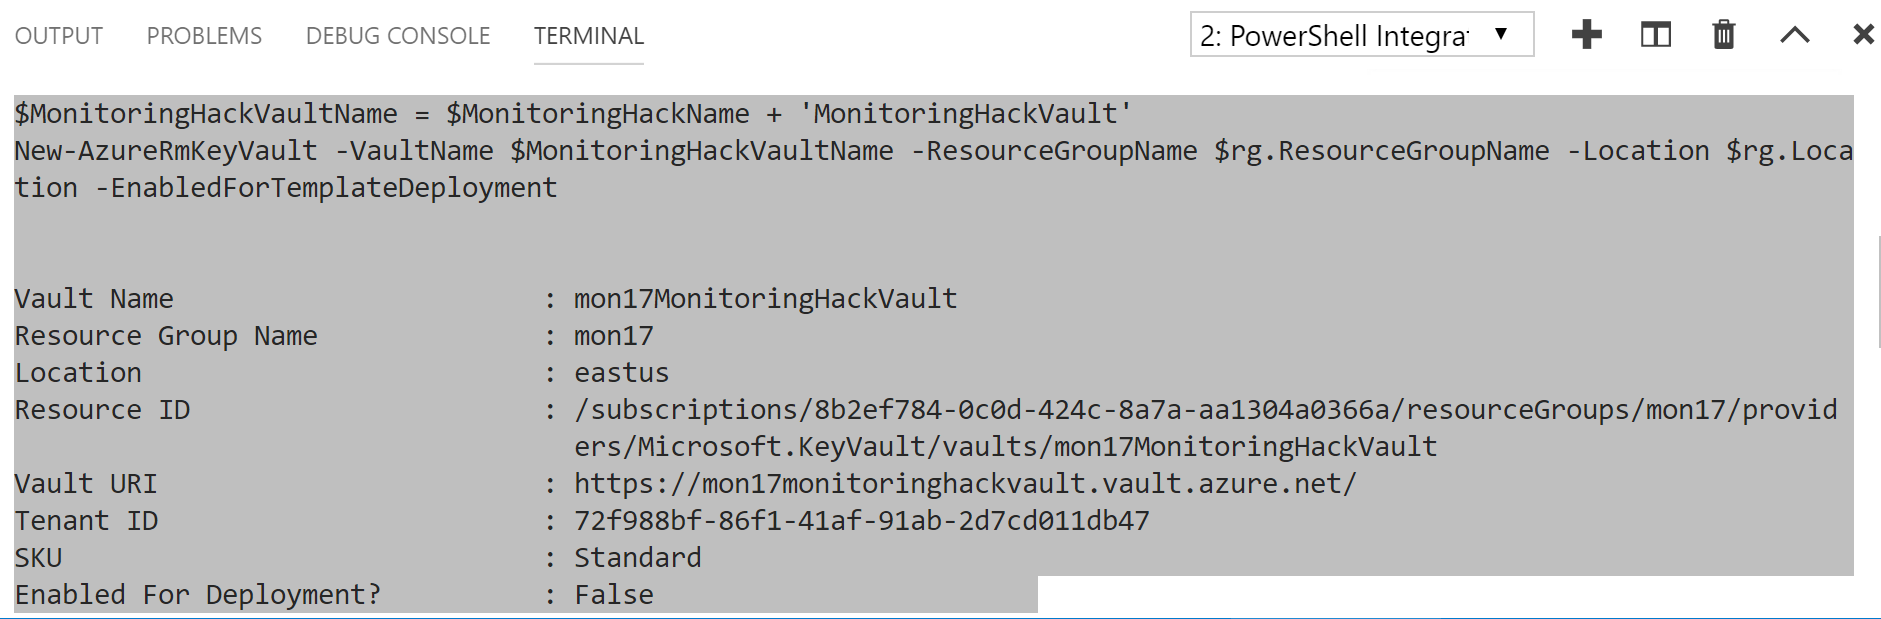 OUTPUT PROBLEMS DEBUG CONSOLE TERMINAL 2: PowerShell Integra
$MonitoringHackVaultName = $MonitoringHackName + 'MonitoringHackVault'
New-AzureRmKeyVault -VaultName $MonitoringHackVaultName -ResourceGroupName $rg.ResourceGroupName -Location $rg.Loca
tion -EnabledForTemplateDeployment
Vault Name : mon17MonitoringHackVault
Resource Group Name : mon17
Location : eastus
Resource ID : /subscriptions/8b2ef784-0c0d-424c-8a7a-aa1304a0366a/resourceGroups/mon17/provid
ers/Microsoft.KeyVault/vaults/mon17MonitoringHackVault
Vault URI : https://mon17monitoringhackvault.vault.azure.net/
Tenant ID : 72f988bf-86f1-41af-91ab-2d7cd011db47
SKU : Standard
Enabled For Deployment? : False